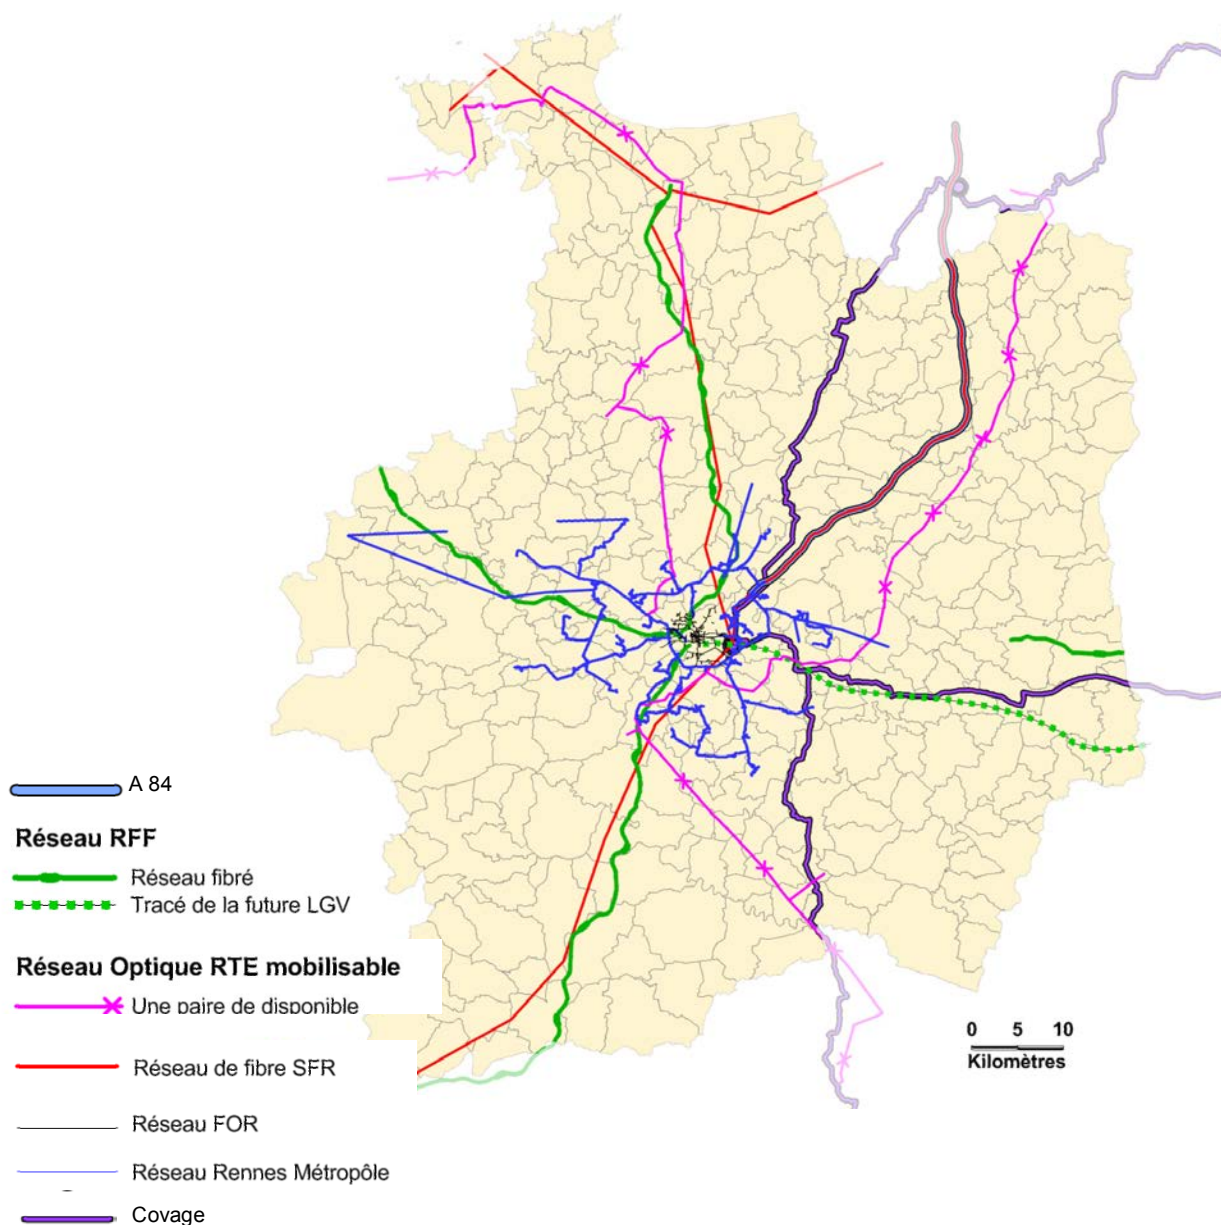 A 84
Réseau RFF
Réseau fibré
Tracé de la future LGV
Réseau Optique RTE mobilisable
Une paire de disponible
Réseau de fibre SFR
Réseau FOR
Réseau Rennes Métropôle
Covage
0 5 10
Kilomètres